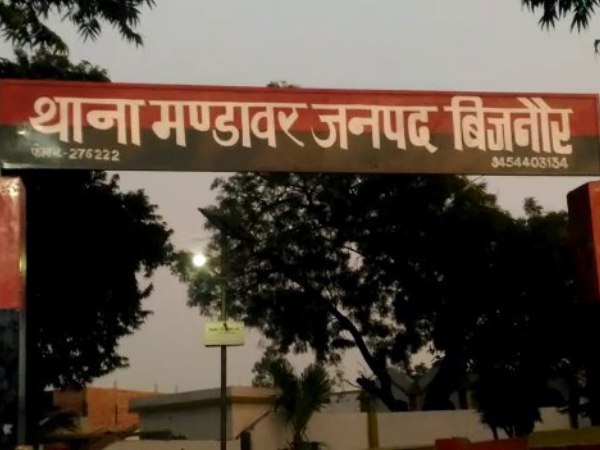 थाना मण्डावर जनपद बिजनौर
फोन.न.-275222 9454403134